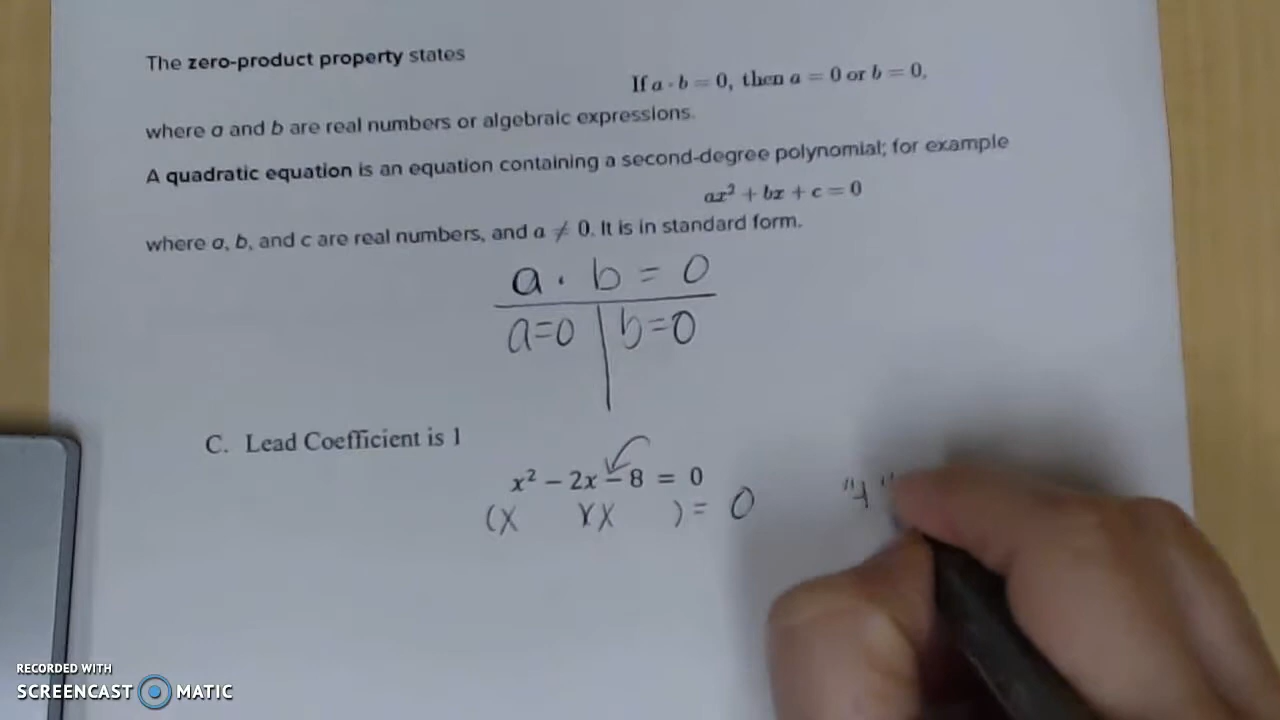 The zero-product property states
If a · b = 0, then a = 0 or b = 0,
where a and b are real numbers or algebraic expressions.
A quadratic equation is an equation containing a second-degree polynomial; for example
ax² + bx + c = 0
where a, b, and c are real numbers, and a ≠ 0. It is in standard form.
a · b = 0
a=0 | b=0
C. Lead Coefficient is 1
x² − 2x − 8 = 0
(x )(x ) = 0
RECORDED WITH
SCREENCAST MATIC